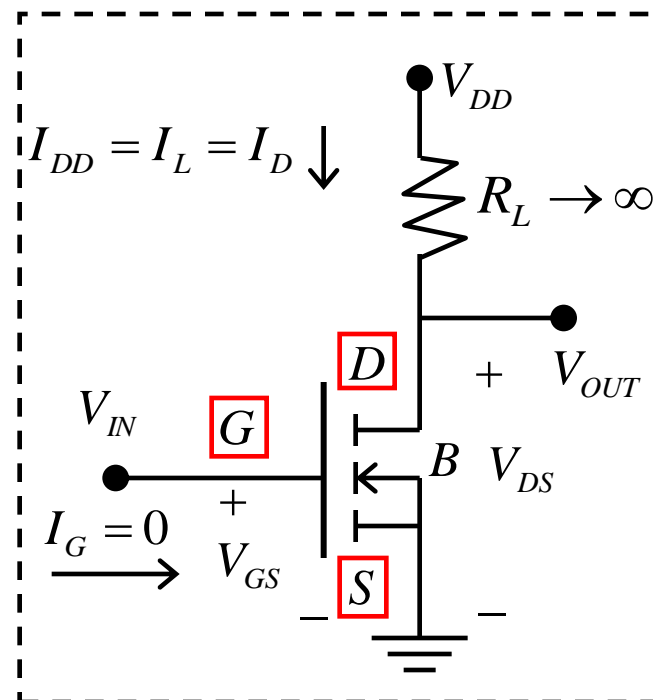 V_DD
I_DD = I_L = I_D ↓
R_L → ∞
D
+
V_OUT
V_IN
G
B
V_DS
+
I_G = 0
V_GS
S
−
−